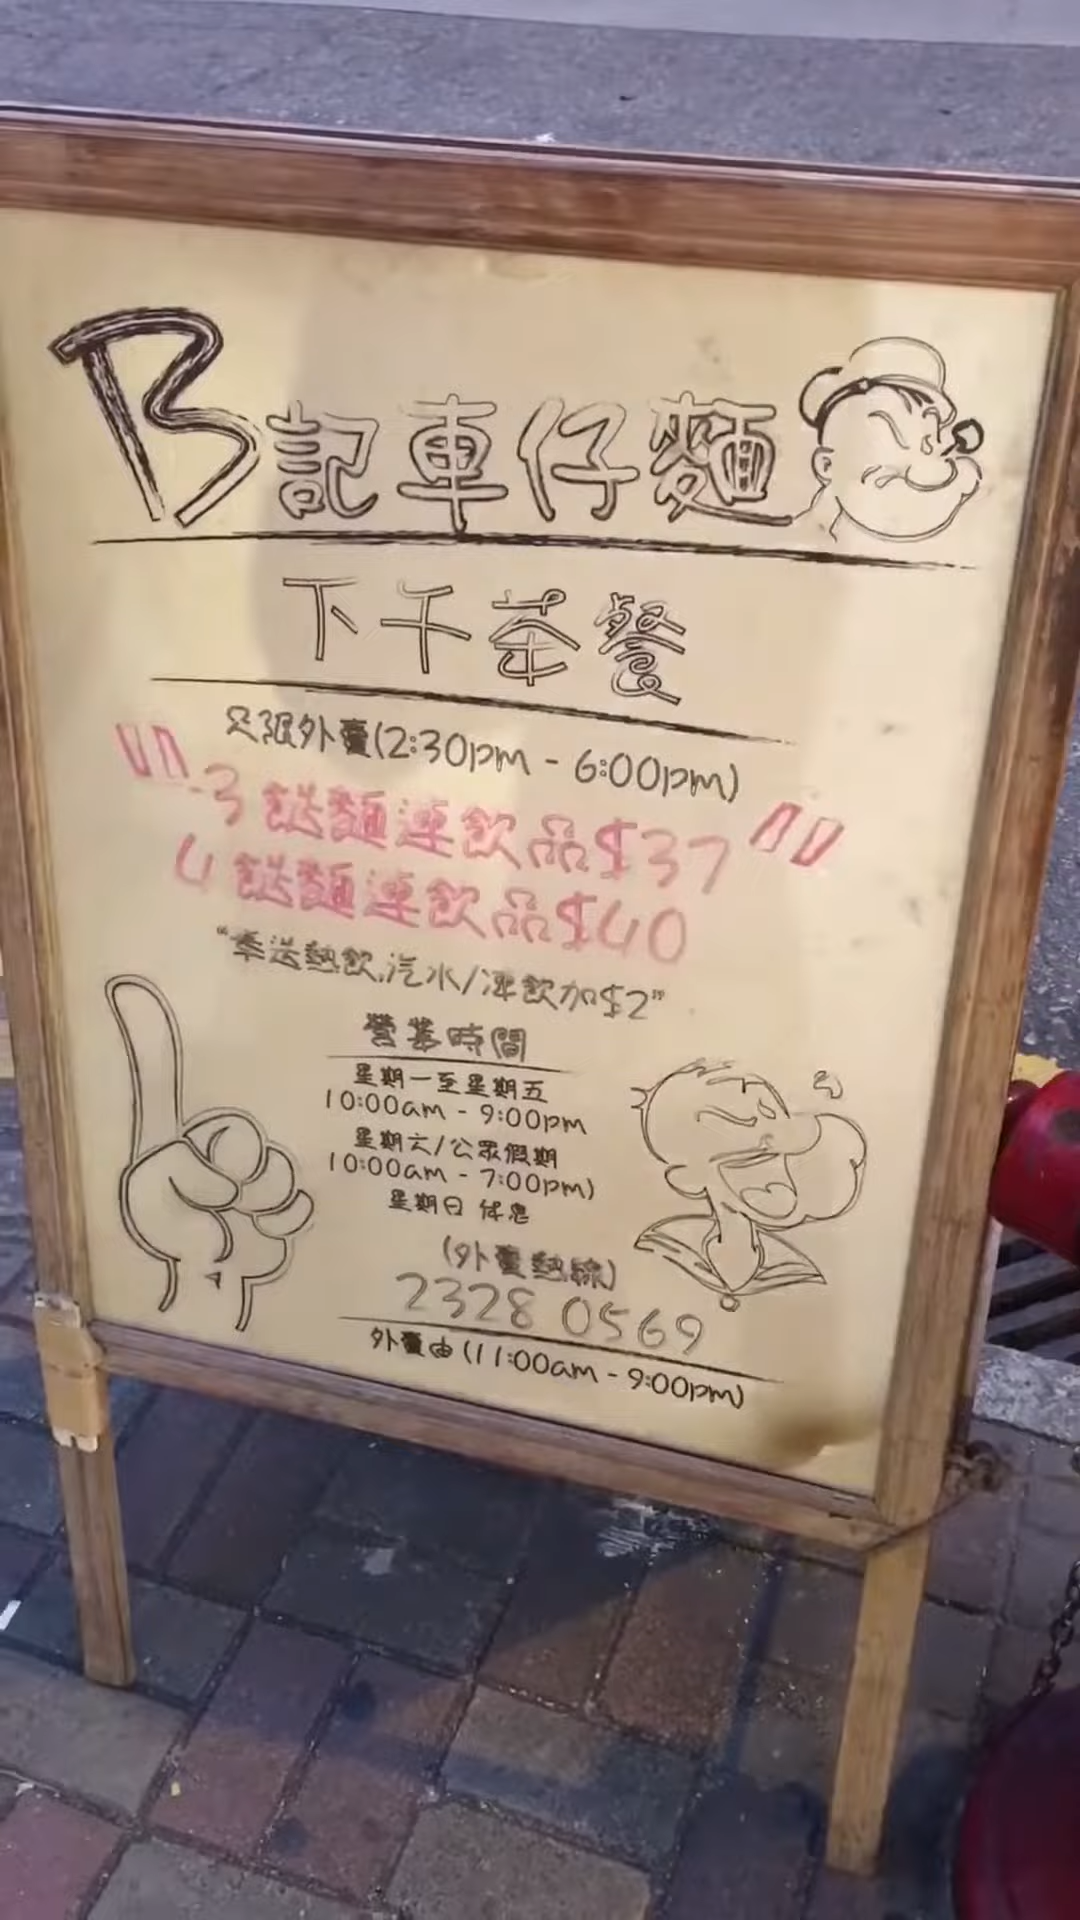 B記車仔麵
下午茶餐
只限外賣(2:30pm - 6:00pm)
"3餸麵連飲品$37"
4餸麵連飲品$40
"奉送熱飲,汽水/凍飲加$2"
營業時間
星期一至星期五
10:00am - 9:00pm
星期六/公眾假期
10:00am - 7:00pm)
星期日 休息
(外賣熱線)
2328 0569
外賣由(11:00am - 9:00pm)